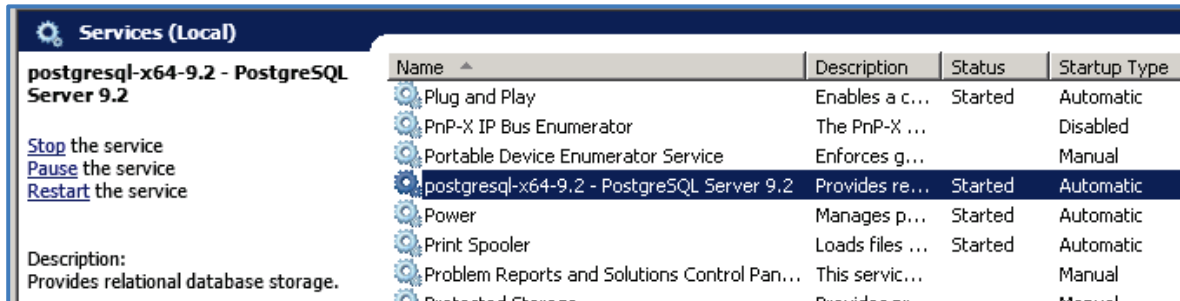 Services (Local)
postgresql-x64-9.2 - PostgreSQL
Server 9.2
Stop the service
Pause the service
Restart the service
Description:
Provides relational database storage.
Name Description Status Startup Type
Plug and Play Enables a c... Started Automatic
PnP-X IP Bus Enumerator The PnP-X ... Disabled
Portable Device Enumerator Service Enforces g... Manual
postgresql-x64-9.2 - PostgreSQL Server 9.2 Provides re... Started Automatic
Power Manages p... Started Automatic
Print Spooler Loads files ... Started Automatic
Problem Reports and Solutions Control Pan... This servic... Manual